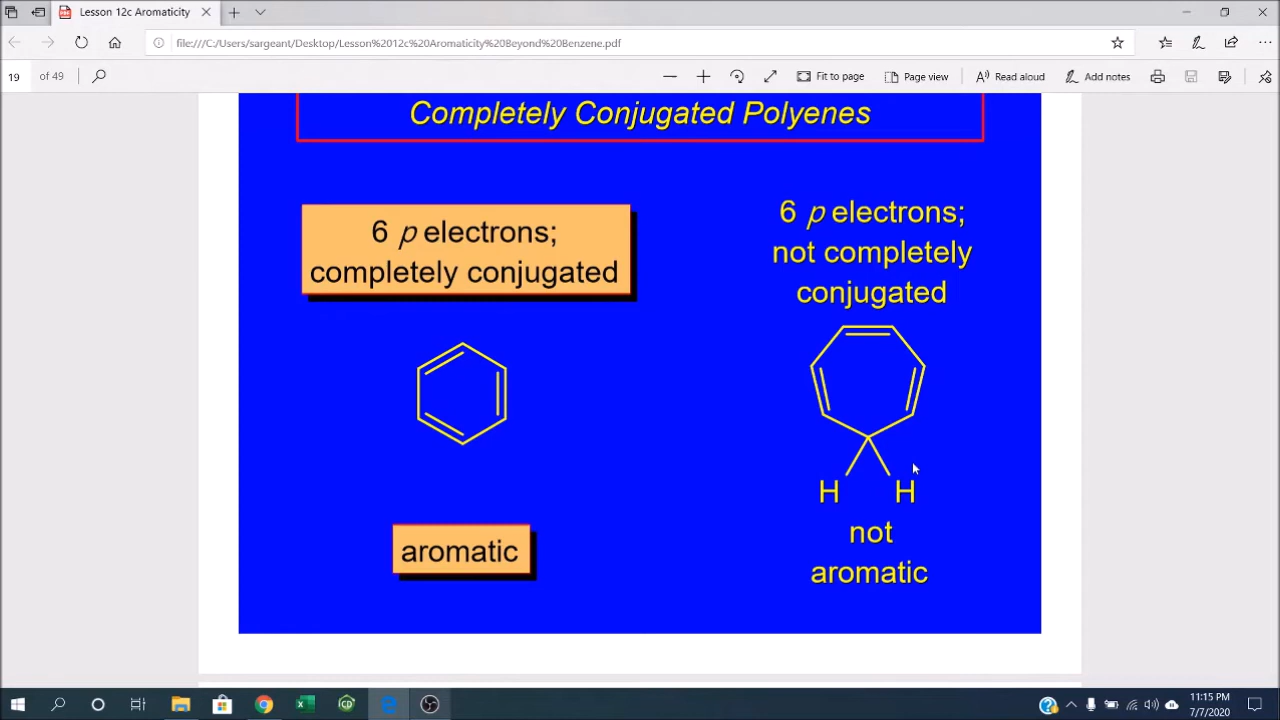 Lesson 12c Aromaticity
file:///C:/Users/sargeant/Desktop/Lesson%2012c%20Aromaticity%20Beyond%20Benzene.pdf
19 of 49
Fit to page
Page view
Read aloud
Add notes
Completely Conjugated Polyenes
6 p electrons;
completely conjugated
aromatic
6 p electrons;
not completely
conjugated
H H
not
aromatic
11:15 PM
7/7/2020